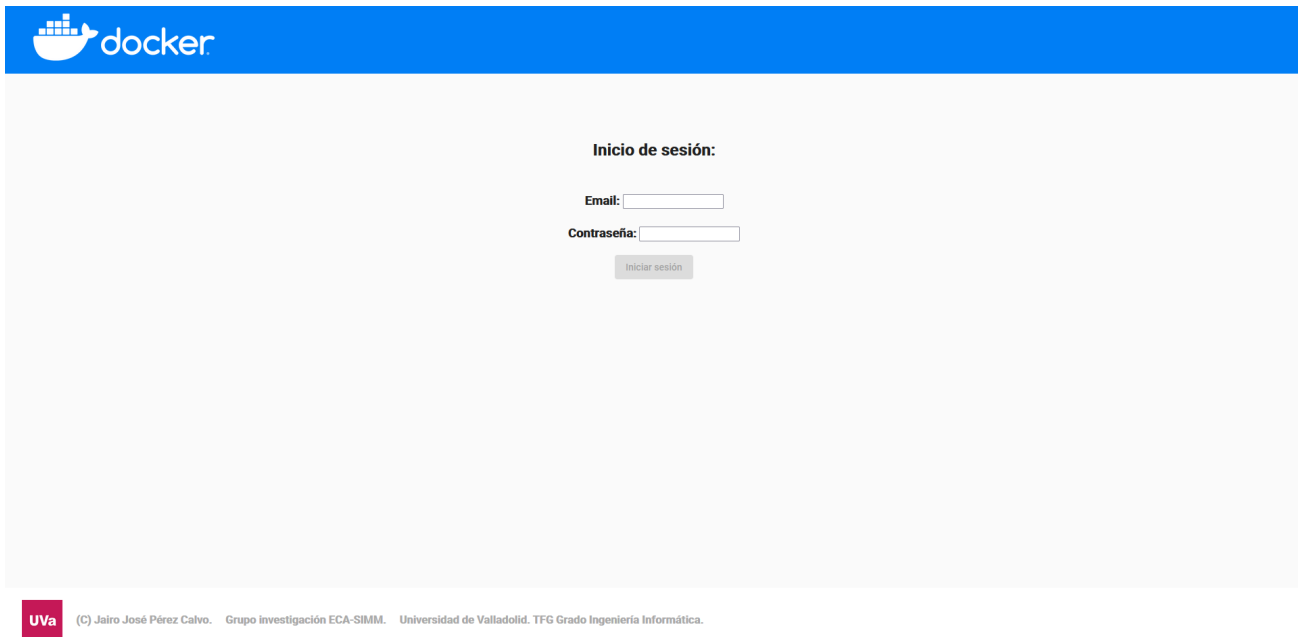 docker
Inicio de sesión:
Email:
Contraseña:
Iniciar sesión
UVa (C) Jairo José Pérez Calvo. Grupo investigación ECA-SIMM. Universidad de Valladolid. TFG Grado Ingeniería Informática.